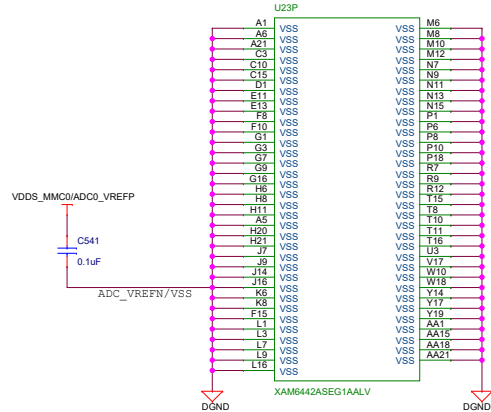 U23P
A1 VSS VSS M6
A6 VSS VSS M8
A21 VSS VSS M10
C3 VSS VSS M12
C10 VSS VSS N7
C15 VSS VSS N9
D1 VSS VSS N11
E11 VSS VSS N13
E13 VSS VSS N15
F8 VSS VSS P1
F10 VSS VSS P6
G1 VSS VSS P8
G3 VSS VSS P10
G7 VSS VSS P18
G9 VSS VSS R7
G16 VSS VSS R9
H6 VSS VSS R12
H8 VSS VSS T15
H11 VSS VSS T8
A5 VSS VSS T10
H20 VSS VSS T11
H21 VSS VSS T16
J7 VSS VSS U3
J9 VSS VSS V17
J14 VSS VSS W10
J16 VSS VSS W18
K6 VSS VSS Y14
K8 VSS VSS Y17
F15 VSS VSS Y19
L1 VSS VSS AA1
L3 VSS VSS AA15
L7 VSS VSS AA18
L9 VSS VSS AA21
L16 VSS
VDDS_MMC0/ADC0_VREFP
C541
0.1uF
ADC_VREFN/VSS
XAM6442ASEG1AALV
DGND
DGND